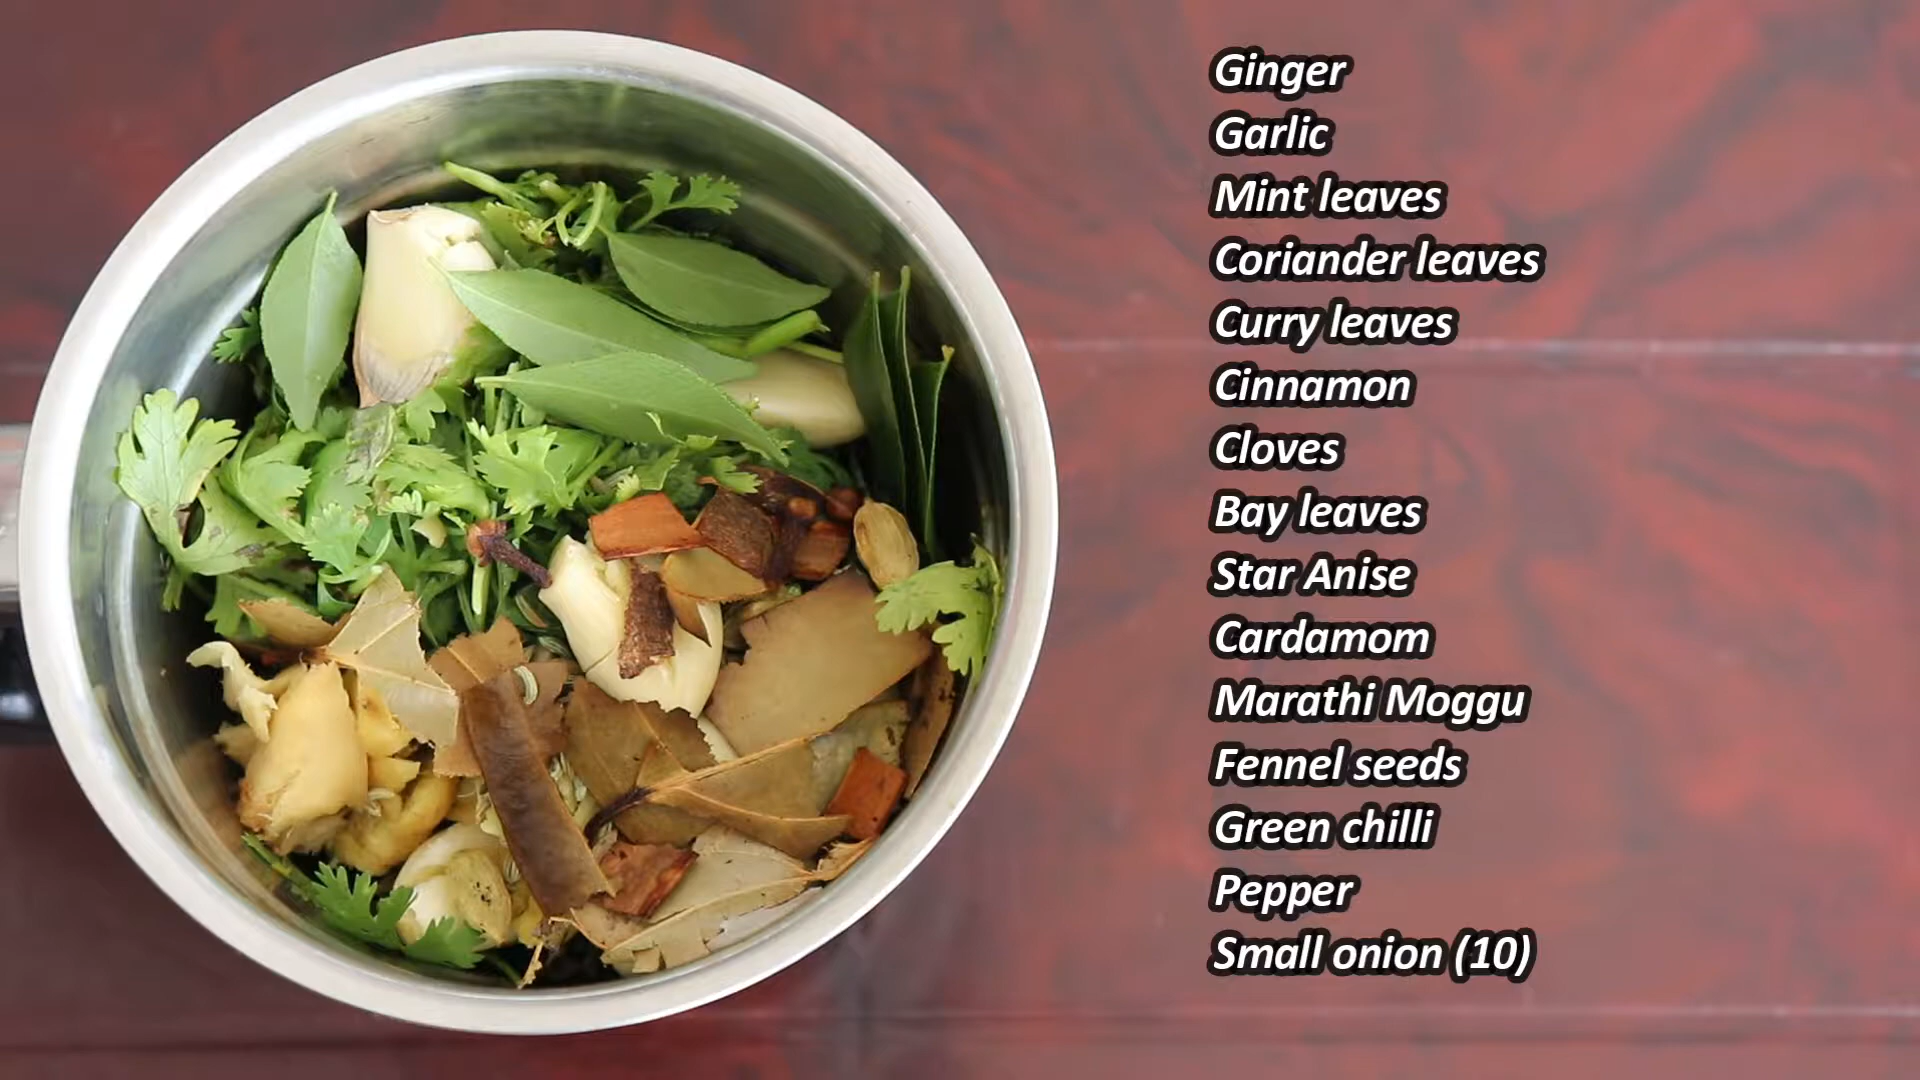 Ginger
Garlic
Mint leaves
Coriander leaves
Curry leaves
Cinnamon
Cloves
Bay leaves
Star Anise
Cardamom
Marathi Moggu
Fennel seeds
Green chilli
Pepper
Small onion (10)